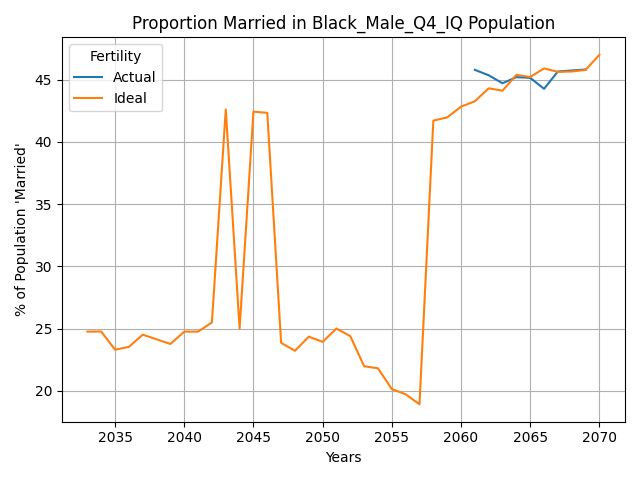 Proportion Married in Black_Male_Q4_IQ Population
Fertility
Actual
Ideal
% of Population 'Married'
45
40
35
30
25
20
2035 2040 2045 2050 2055 2060 2065 2070
Years